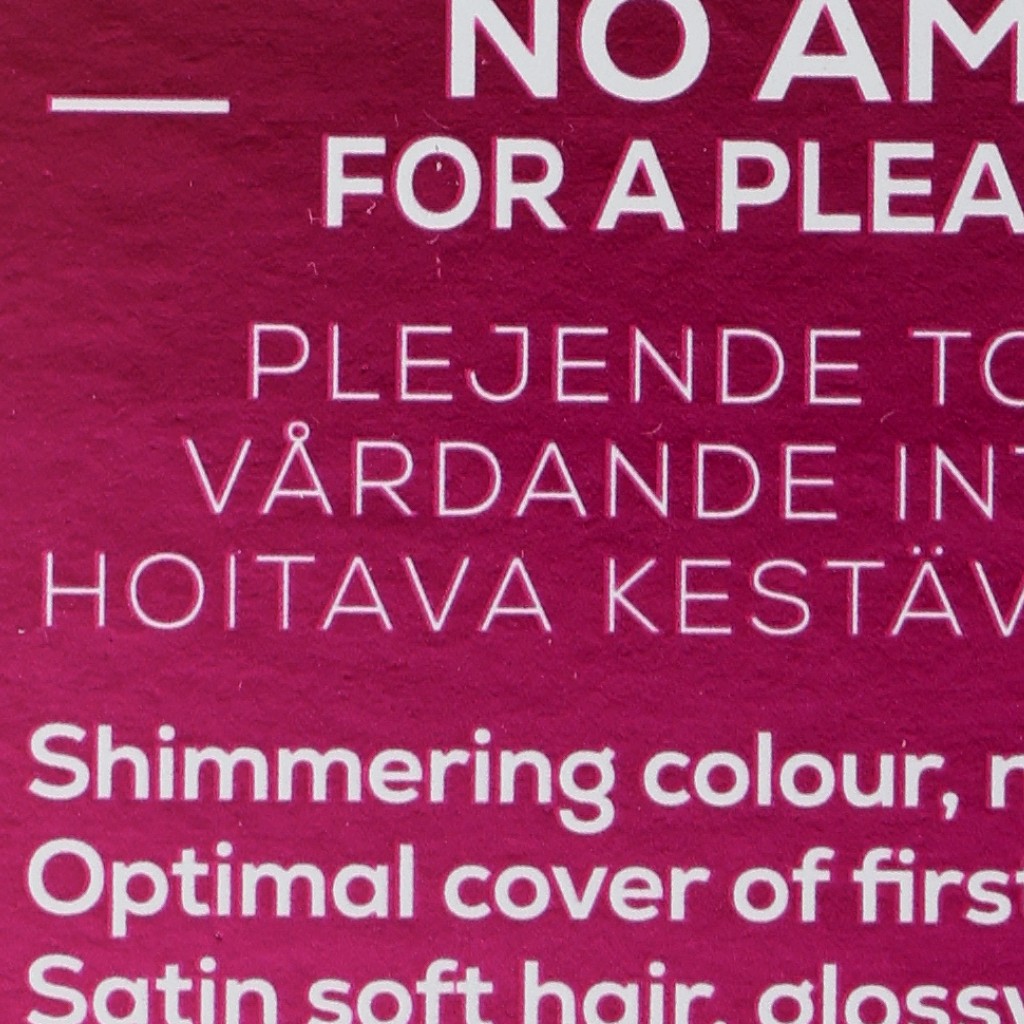 NO AM
FOR A PLEA
PLEJENDE TO
VÅRDANDE INT
HOITAVA KESTÄV
Shimmering colour, n
Optimal cover of first
Satin soft hair, glossy